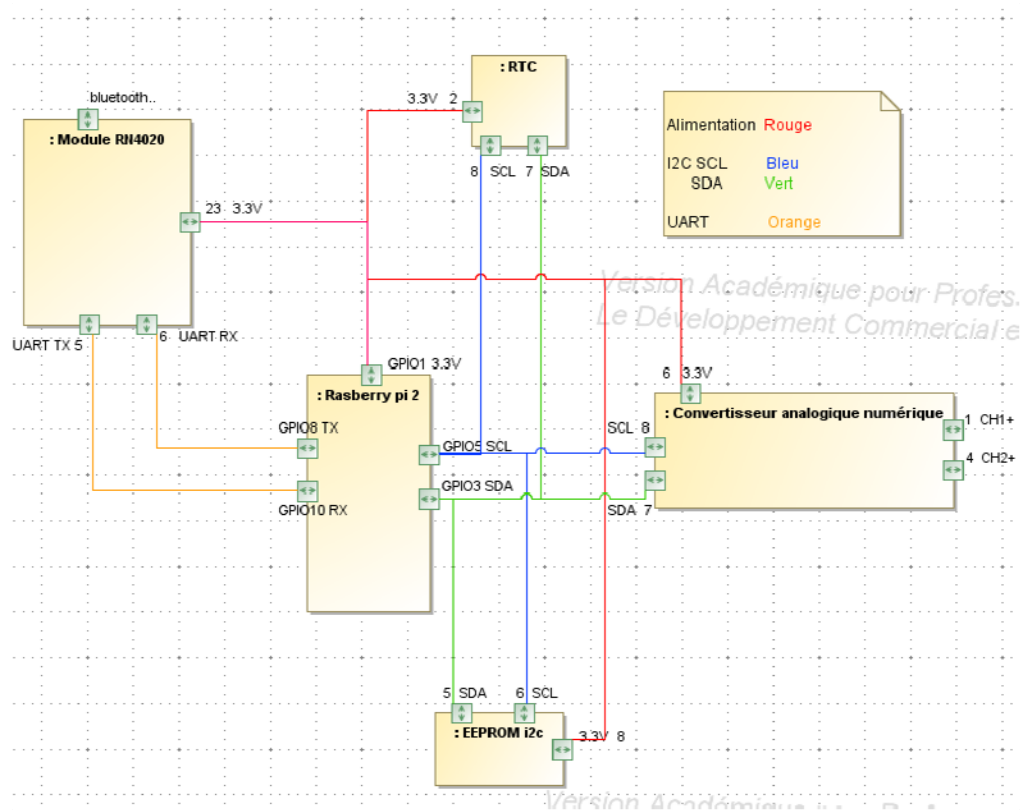 : RTC
bluetooth..
3.3V 2
: Module RN4020
Alimentation Rouge
I2C SCL Bleu
SDA Vert
UART Orange
8 SCL 7 SDA
23 3.3V
Version Académique pour Profes
Le Développement Commercial e
UART TX 5
6 UART RX
GPIO1 3.3V
6 3.3V
: Rasberry pi 2
: Convertisseur analogique numérique
1 CH1+
GPIO8 TX
SCL 8
GPIO5 SCL
4 CH2+
GPIO3 SDA
GPIO10 RX
SDA 7
5 SDA 6 SCL
: EEPROM i2c
3.3V 8